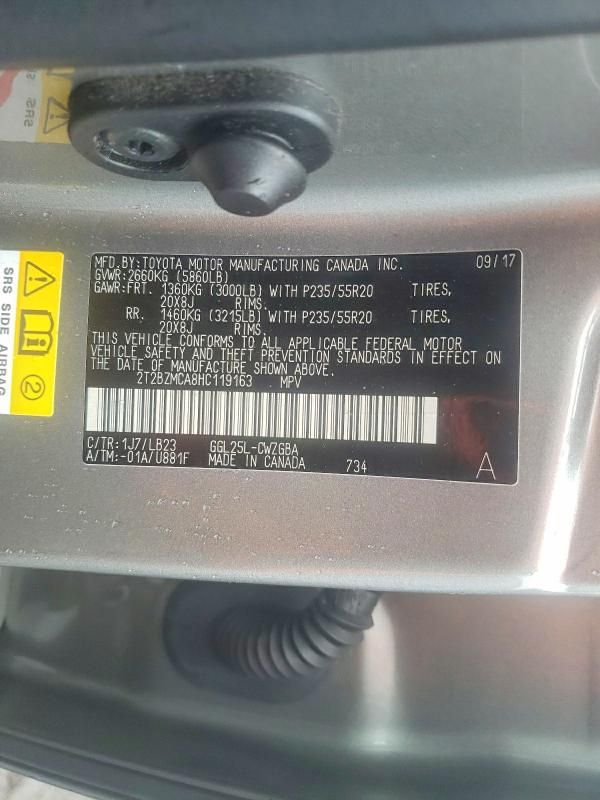 MFD.BY:TOYOTA MOTOR MANUFACTURING CANADA INC. 09/17
GVWR:2660KG (5860LB)
GAWR:FRT. 1360KG (3000LB) WITH P235/55R20 TIRES,
20X8J RIMS.
RR. 1460KG (3215LB) WITH P235/55R20 TIRES,
20X8J RIMS.
THIS VEHICLE CONFORMS TO ALL APPLICABLE FEDERAL MOTOR
VEHICLE SAFETY AND THEFT PREVENTION STANDARDS IN EFFECT ON
THE DATE OF MANUFACTURE SHOWN ABOVE.
2T2BZMCA8HC119163 MPV
C/TR:1J7/LB23 GGL25L-CWZGBA
A/TM:-01A/U881F MADE IN CANADA 734 A
SRS SIDE AIRBAG
2
SRS